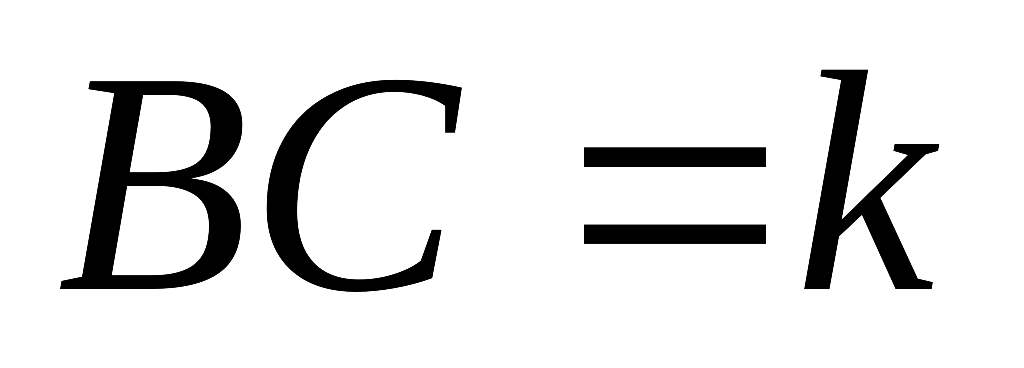 BC = k